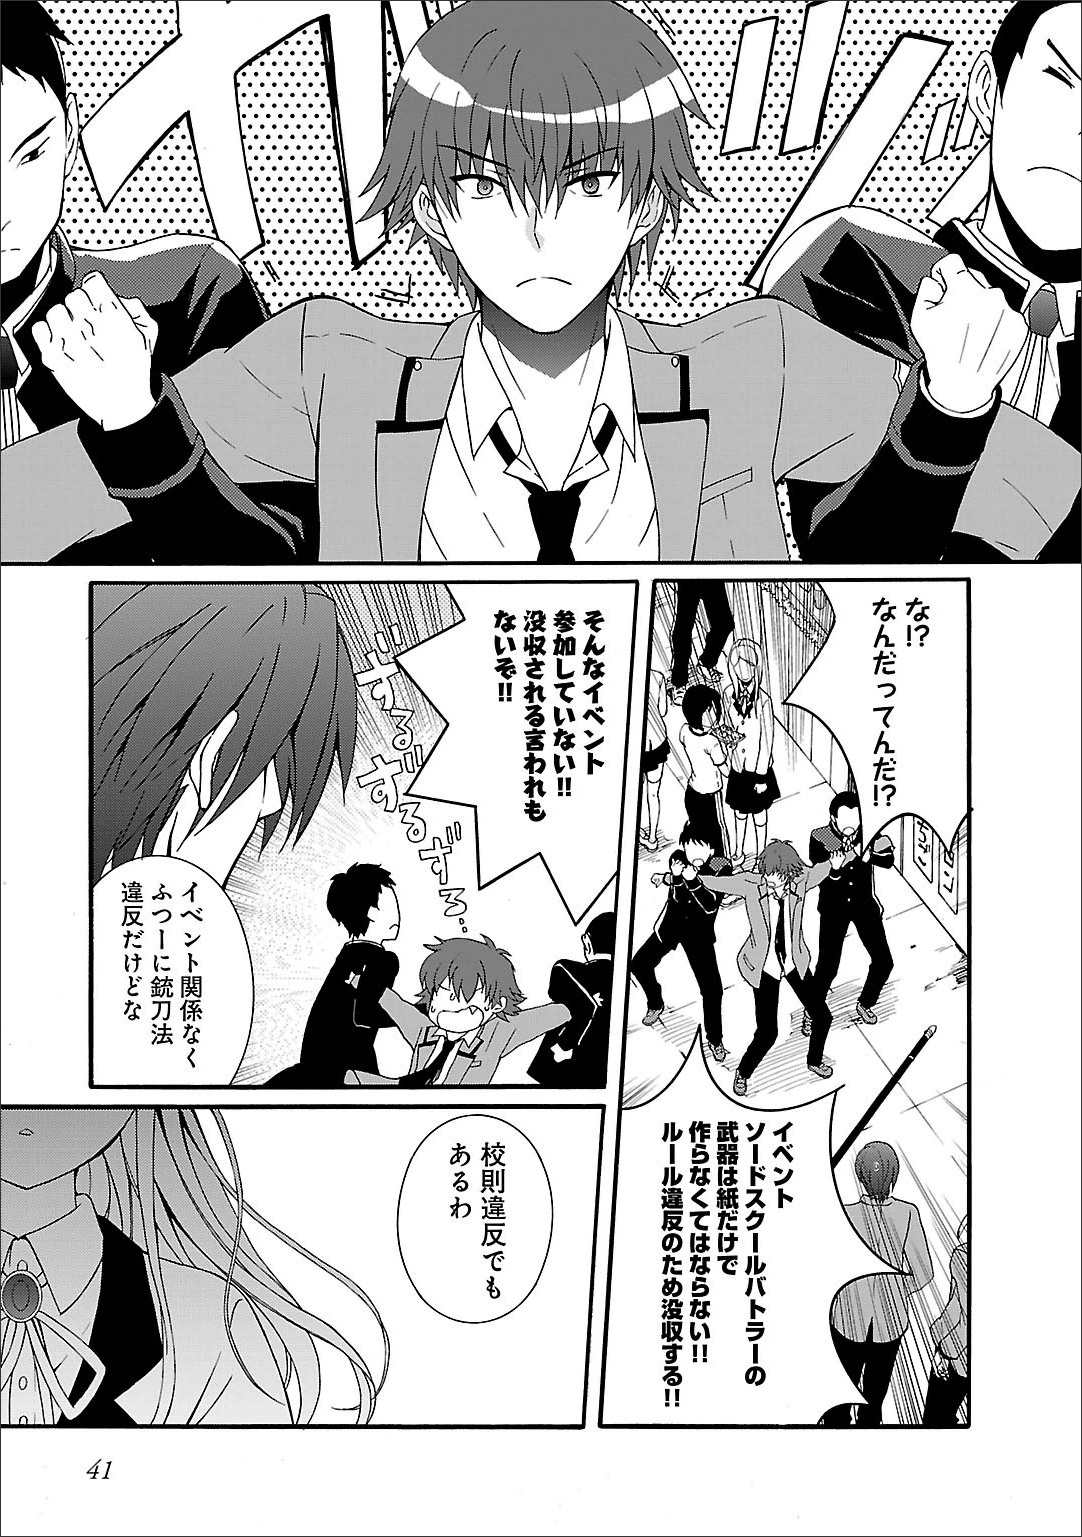 な!?
なんだってんだ!?
イベント
ソードスクールバトラーの
武器は紙だけで
作らなくてはならない!!
ルール違反のため没収する!!
そんなイベント
参加していない!!
没収される言われも
ないぞ!!
ずるずる
ずるずる
ずる…
イベント関係なく
ふつーに銃刀法
違反だけどな
校則違反でも
あるわ
41